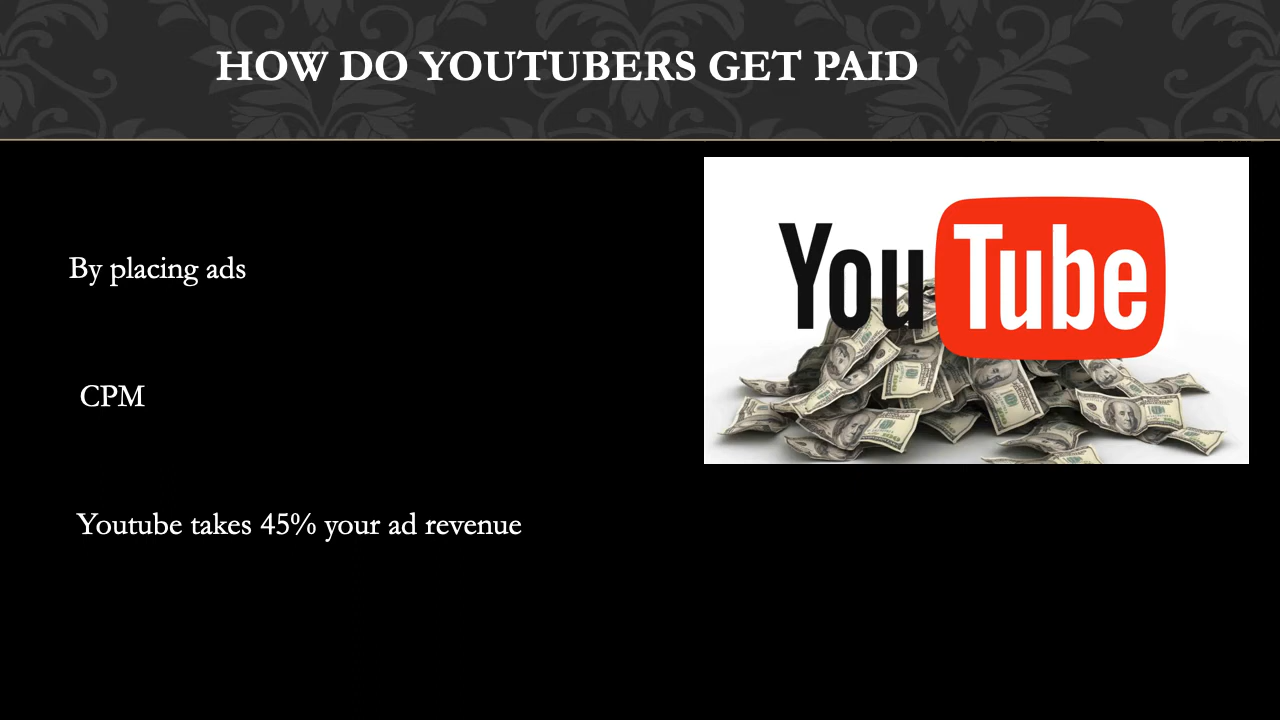 HOW DO YOUTUBERS GET PAID
By placing ads
CPM
Youtube takes 45% your ad revenue
YouTube